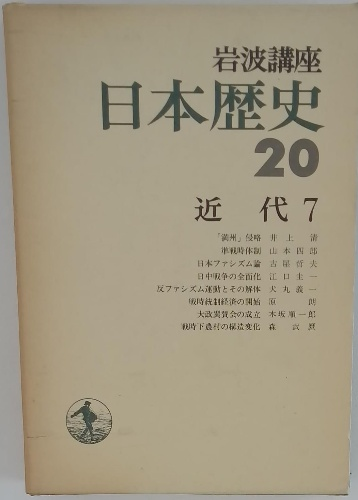 岩波講座
日本歴史
20
近代7
「満州」侵略 井上清
準戦時体制 山本四郎
日本ファシズム論 古屋哲夫
日中戦争の全面化 江口圭一
反ファシズム運動とその解体 犬丸義一
戦時統制経済の開始 原朗
大政翼賛会の成立 木坂順一郎
戦時下農村の構造変化 森武麿